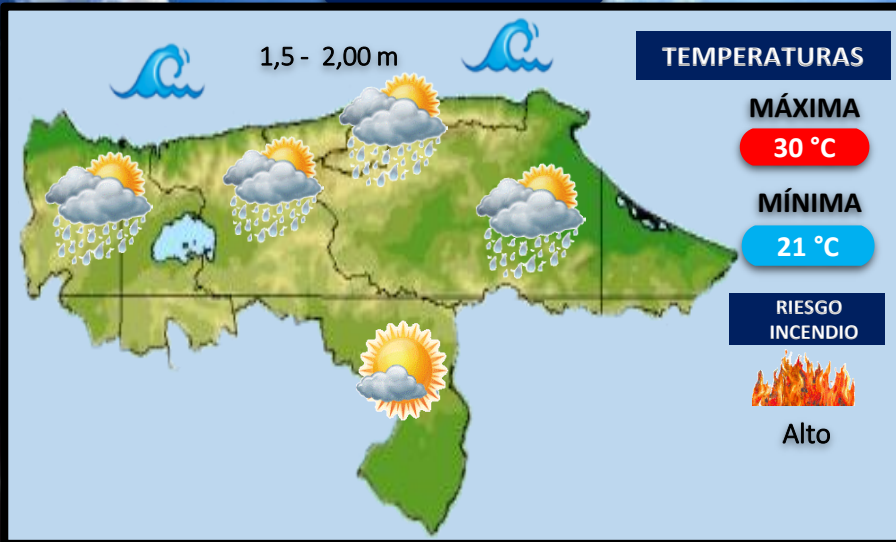 1,5 - 2,00 m
TEMPERATURAS
MÁXIMA
30 °C
MÍNIMA
21 °C
RIESGO
INCENDIO
Alto